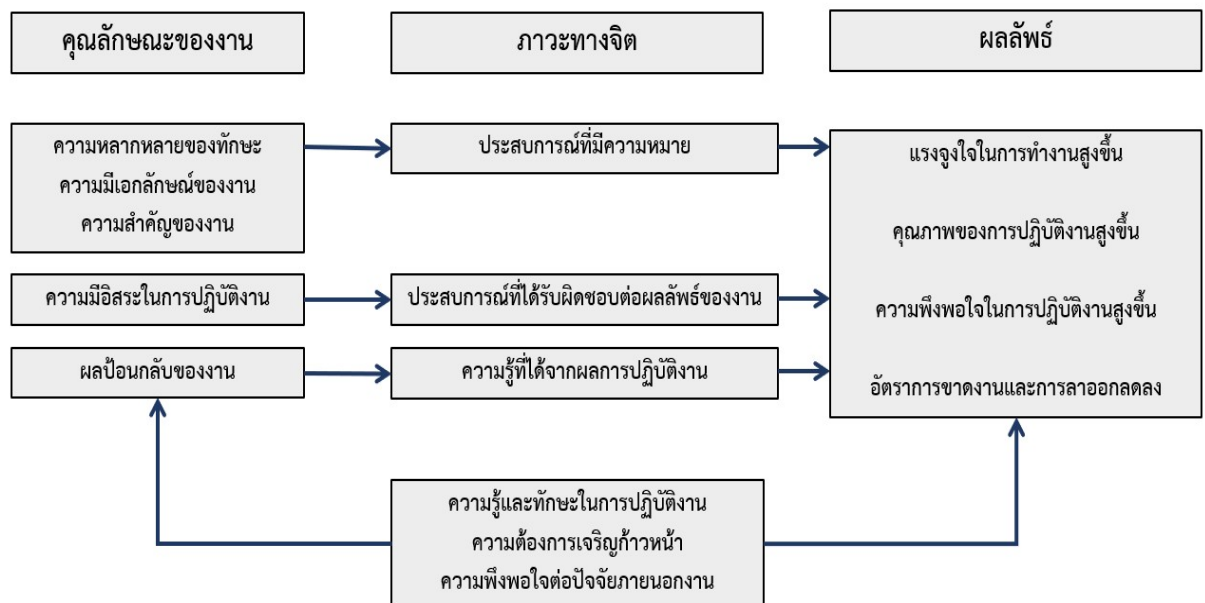 คุณลักษณะของงาน
ภาวะทางจิต
ผลลัพธ์
ความหลากหลายของทักษะ
ความมีเอกลักษณ์ของงาน
ความสำคัญของงาน
ประสบการณ์ที่มีความหมาย
แรงจูงใจในการทำงานสูงขึ้น
คุณภาพของการปฏิบัติงานสูงขึ้น
ความพึงพอใจในการปฏิบัติงานสูงขึ้น
อัตราการขาดงานและการลาออกลดลง
ความมีอิสระในการปฏิบัติงาน
ประสบการณ์ที่ได้รับผิดชอบต่อผลลัพธ์ของงาน
ผลป้อนกลับของงาน
ความรู้ที่ได้จากผลการปฏิบัติงาน
ความรู้และทักษะในการปฏิบัติงาน
ความต้องการเจริญก้าวหน้า
ความพึงพอใจต่อปัจจัยภายนอกงาน